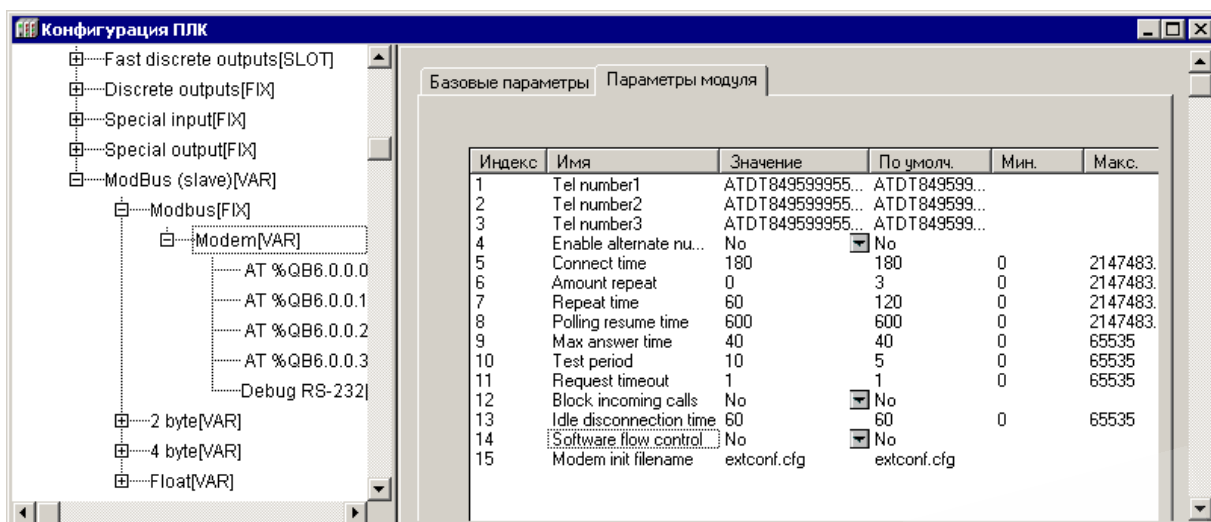 Конфигурация ПЛК
Fast discrete outputs[SLOT]
Discrete outputs[FIX]
Special input[FIX]
Special output[FIX]
ModBus (slave)[VAR]
Modbus[FIX]
Modem[VAR]
AT %QB6.0.0.0
AT %QB6.0.0.1
AT %QB6.0.0.2
AT %QB6.0.0.3
Debug RS-232[
2 byte[VAR]
4 byte[VAR]
Float[VAR]
Базовые параметры Параметры модуля
Индекс Имя Значение По умолч. Мин. Макс.
1 Tel number1 ATDT849599955... ATDT849599...
2 Tel number2 ATDT849599955... ATDT849599...
3 Tel number3 ATDT849599955... ATDT849599...
4 Enable alternate nu... No No
5 Connect time 180 180 0 2147483.
6 Amount repeat 0 3 0 2147483.
7 Repeat time 60 120 0 2147483.
8 Polling resume time 600 600 0 2147483.
9 Max answer time 40 40 0 65535
10 Test period 10 5 0 65535
11 Request timeout 1 1 0 65535
12 Block incoming calls No No
13 Idle disconnection time 60 60 0 65535
14 Software flow control No No
15 Modem init filename extconf.cfg extconf.cfg